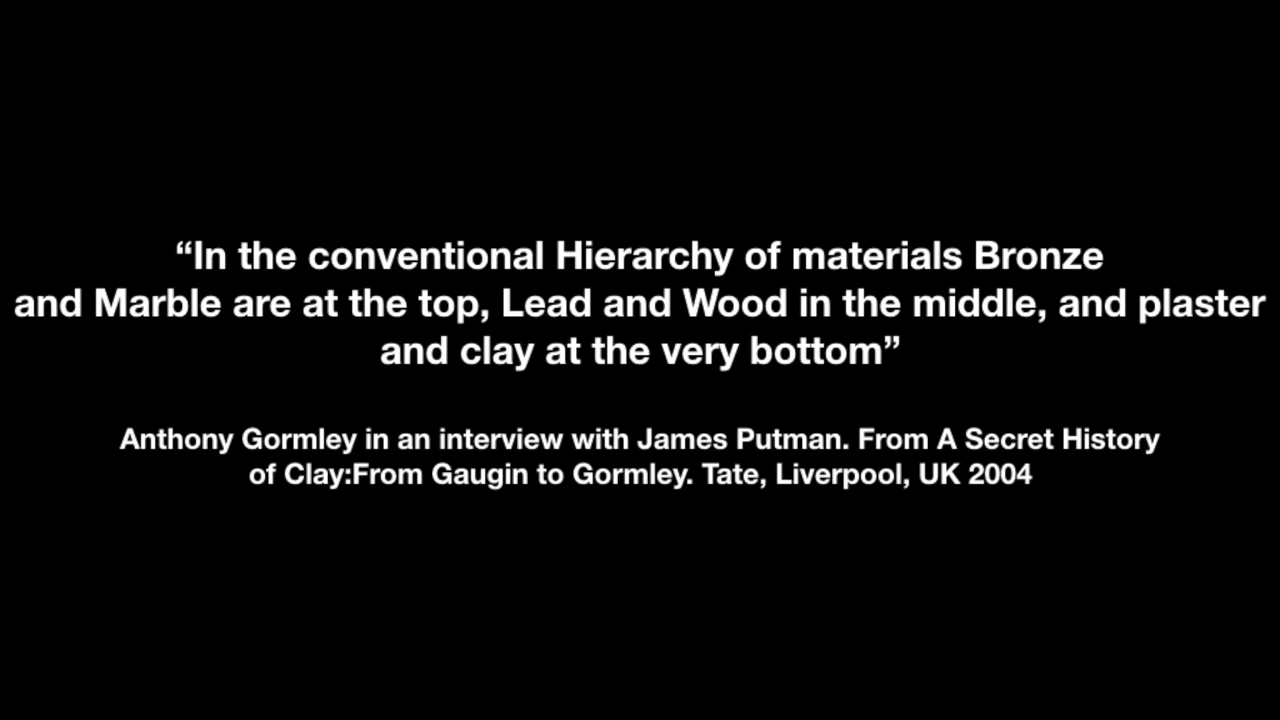 “In the conventional Hierarchy of materials Bronze
and Marble are at the top, Lead and Wood in the middle, and plaster
and clay at the very bottom”
Anthony Gormley in an interview with James Putman. From A Secret History
of Clay:From Gaugin to Gormley. Tate, Liverpool, UK 2004